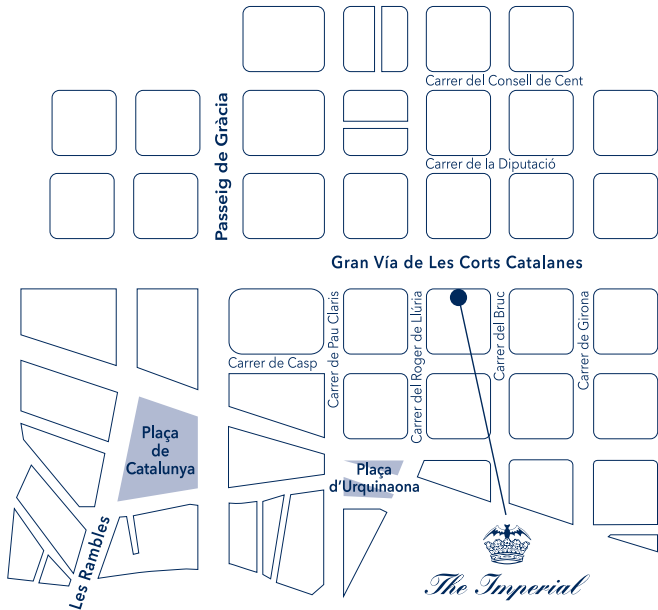 Carrer del Consell de Cent
Passeig de Gràcia
Carrer de la Diputació
Gran Vía de Les Corts Catalanes
Carrer de Pau Claris
Carrer del Roger de Llúria
Carrer del Bruc
Carrer de Girona
Carrer de Casp
Plaça
de
Catalunya
Plaça
d'Urquinaona
Les Rambles
The Imperial